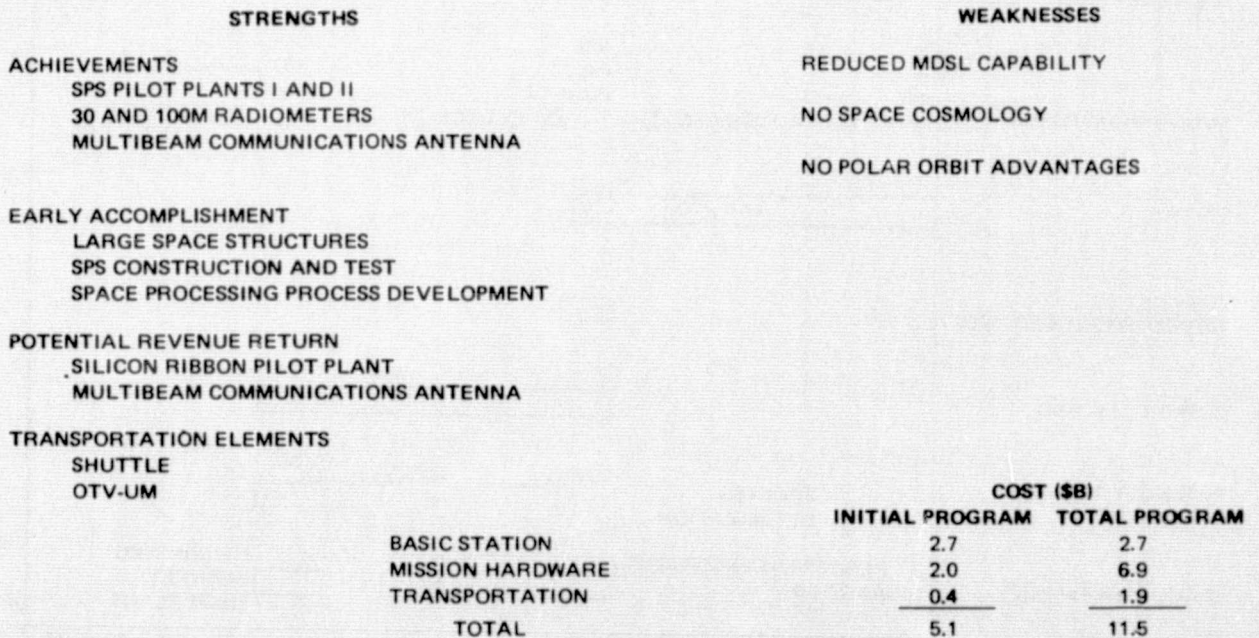 STRENGTHS
ACHIEVEMENTS
SPS PILOT PLANTS I AND II
30 AND 100M RADIOMETERS
MULTIBEAM COMMUNICATIONS ANTENNA
EARLY ACCOMPLISHMENT
LARGE SPACE STRUCTURES
SPS CONSTRUCTION AND TEST
SPACE PROCESSING PROCESS DEVELOPMENT
POTENTIAL REVENUE RETURN
SILICON RIBBON PILOT PLANT
MULTIBEAM COMMUNICATIONS ANTENNA
TRANSPORTATION ELEMENTS
SHUTTLE
OTV-UM
WEAKNESSES
REDUCED MDSL CAPABILITY
NO SPACE COSMOLOGY
NO POLAR ORBIT ADVANTAGES
COST ($B)
INITIAL PROGRAM TOTAL PROGRAM
BASIC STATION 2.7 2.7
MISSION HARDWARE 2.0 6.9
TRANSPORTATION 0.4 1.9
TOTAL 5.1 11.5